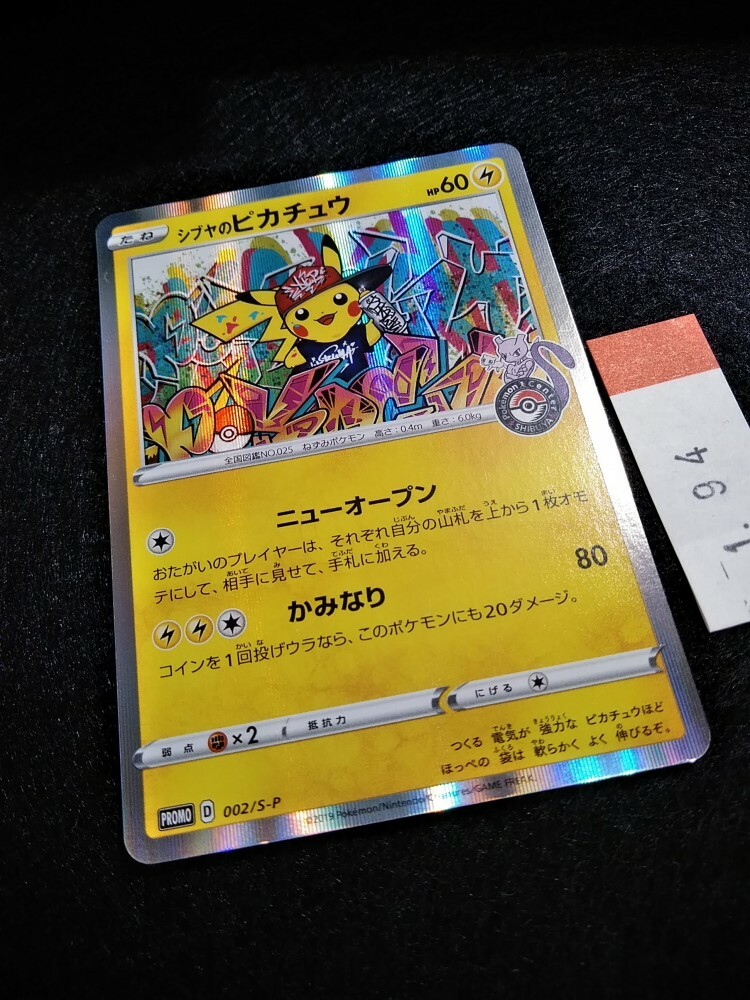 たね
シブヤのピカチュウ
HP60
Pokémon Center
SHIBUYA
全国図鑑NO.025 ねずみポケモン 高さ:0.4m 重さ:6.0kg
ニューオープン
おたがいのプレイヤーは、それぞれ自分の山札を上から1枚オモ
テにして、相手に見せて、手札に加える。
かみなり 80
コインを1回投げウラなら、このポケモンにも20ダメージ。
弱点 ×2 抵抗力 にげる
つくる 電気が 強力な ピカチュウほど
ほっぺの 袋は 軟らかく よく 伸びるぞ。
PROMO D 002/S-P
©2019 Pokémon/Nintendo/Creatures/GAME FREAK.